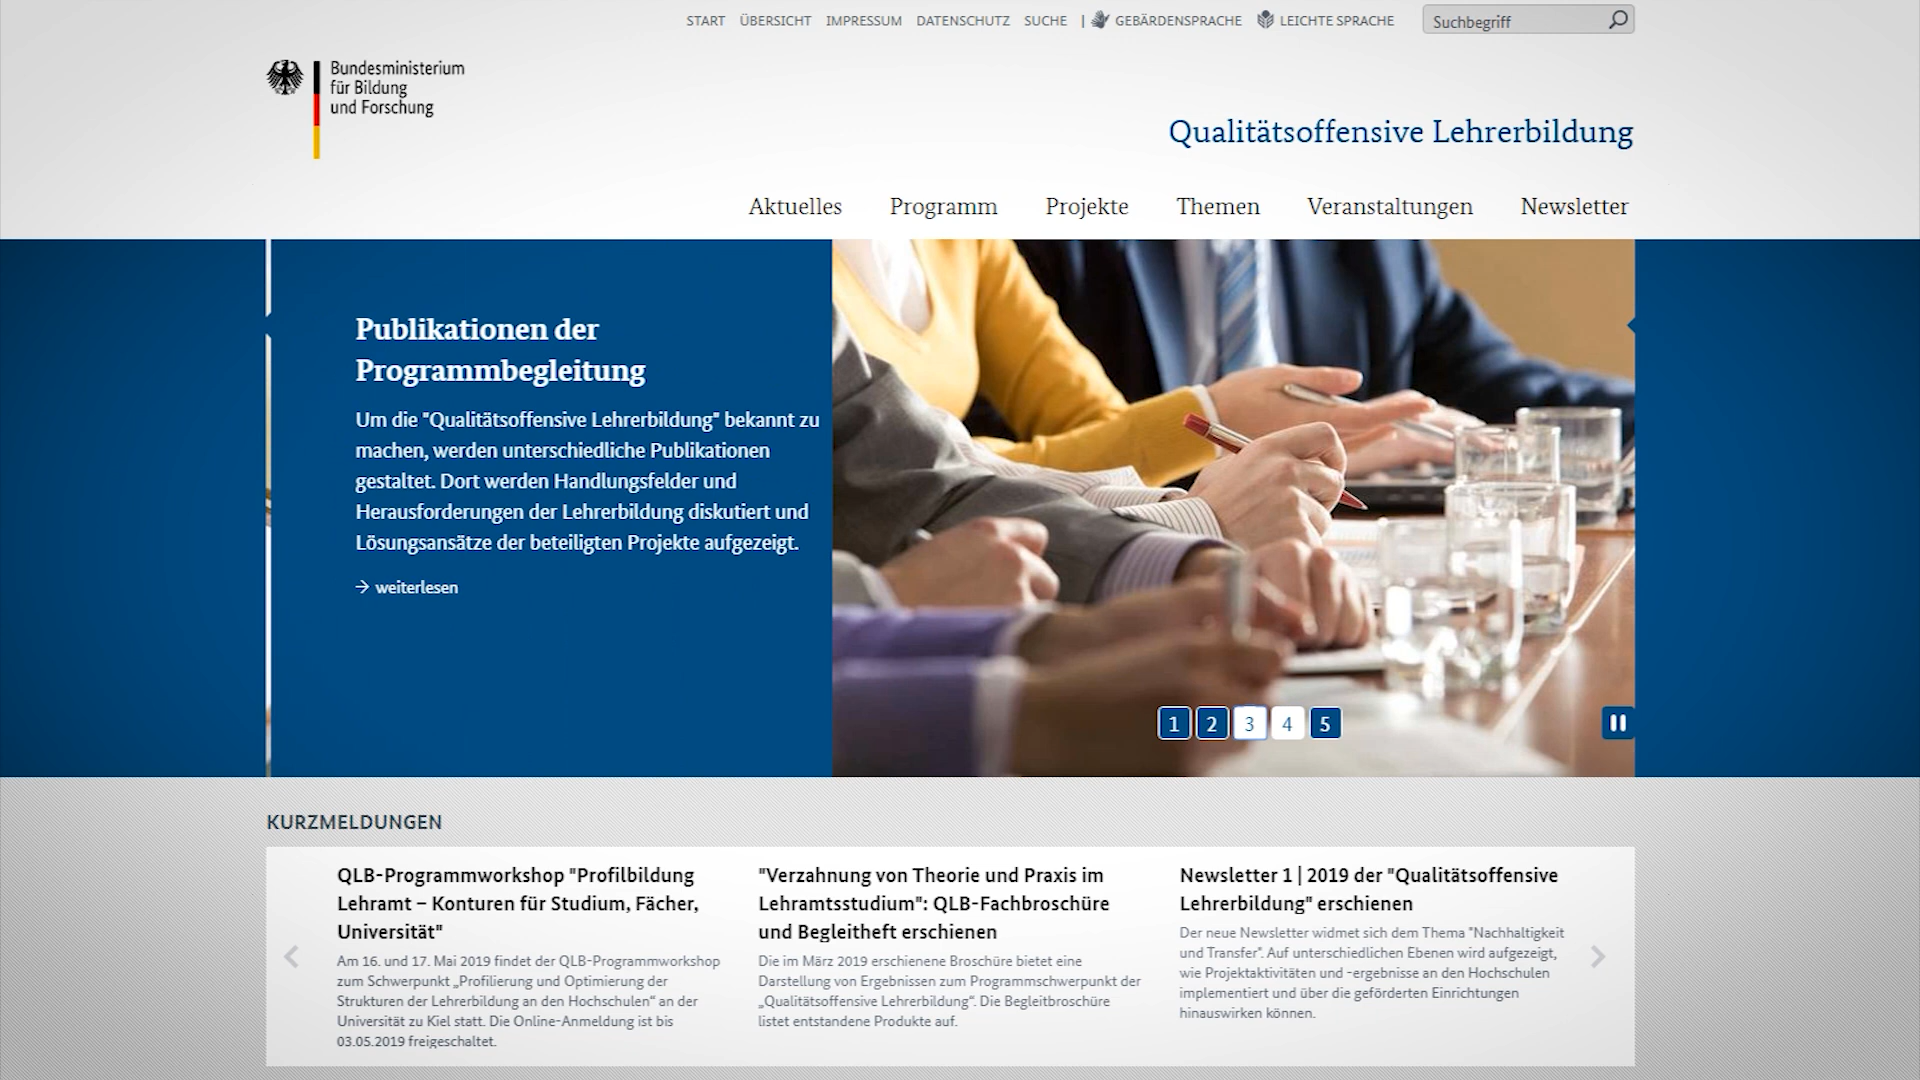 START ÜBERSICHT IMPRESSUM DATENSCHUTZ SUCHE | GEBÄRDENSPRACHE LEICHTE SPRACHE Suchbegriff
Bundesministerium
für Bildung
und Forschung
Qualitätsoffensive Lehrerbildung
Aktuelles Programm Projekte Themen Veranstaltungen Newsletter
Publikationen der
Programmbegleitung
Um die "Qualitätsoffensive Lehrerbildung" bekannt zu
machen, werden unterschiedliche Publikationen
gestaltet. Dort werden Handlungsfelder und
Herausforderungen der Lehrerbildung diskutiert und
Lösungsansätze der beteiligten Projekte aufgezeigt.
→ weiterlesen
1 2 3 4 5
KURZMELDUNGEN
QLB-Programmworkshop "Profilbildung
Lehramt – Konturen für Studium, Fächer,
Universität"
Am 16. und 17. Mai 2019 findet der QLB-Programmworkshop
zum Schwerpunkt „Profilierung und Optimierung der
Strukturen der Lehrerbildung an den Hochschulen“ an der
Universität zu Kiel statt. Die Online-Anmeldung ist bis
03.05.2019 freigeschaltet.
"Verzahnung von Theorie und Praxis im
Lehramtsstudium": QLB-Fachbroschüre
und Begleitheft erschienen
Die im März 2019 erschienene Broschüre bietet eine
Darstellung von Ergebnissen zum Programmschwerpunkt der
„Qualitätsoffensive Lehrerbildung“. Die Begleitbroschüre
listet entstandene Produkte auf.
Newsletter 1 | 2019 der "Qualitätsoffensive
Lehrerbildung" erschienen
Der neue Newsletter widmet sich dem Thema "Nachhaltigkeit
und Transfer". Auf unterschiedlichen Ebenen wird aufgezeigt,
wie Projektaktivitäten und -ergebnisse an den Hochschulen
implementiert und über die geförderten Einrichtungen
hinauswirken können.